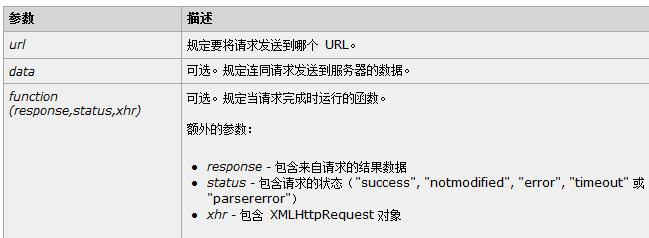 参数 描述
url 规定要将请求发送到哪个 URL。
data 可选。规定连同请求发送到服务器的数据。
function 可选。规定当请求完成时运行的函数。
(response,status,xhr)
额外的参数：
• response - 包含来自请求的结果数据
• status - 包含请求的状态（"success", "notmodified", "error", "timeout" 或
"parsererror"）
• xhr - 包含 XMLHttpRequest 对象